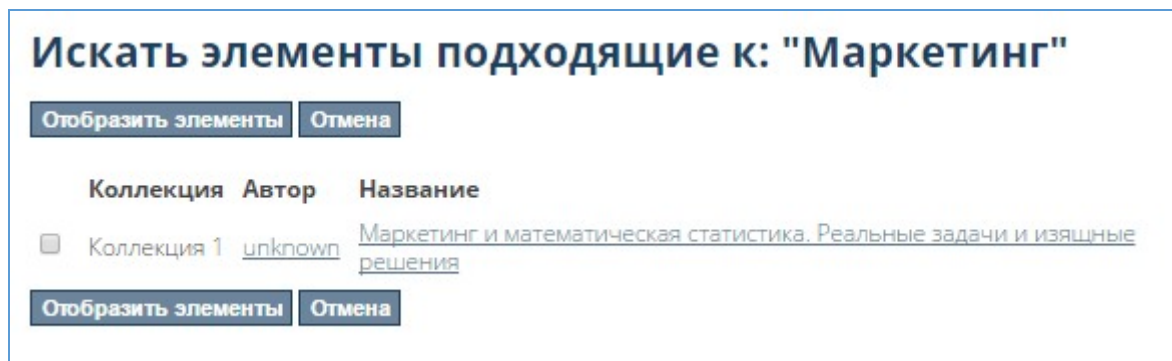 Искать элементы подходящие к: "Маркетинг"
Отобразить элементы Отмена
Коллекция Автор Название
Коллекция 1 unknown Маркетинг и математическая статистика. Реальные задачи и изящные
решения
Отобразить элементы Отмена